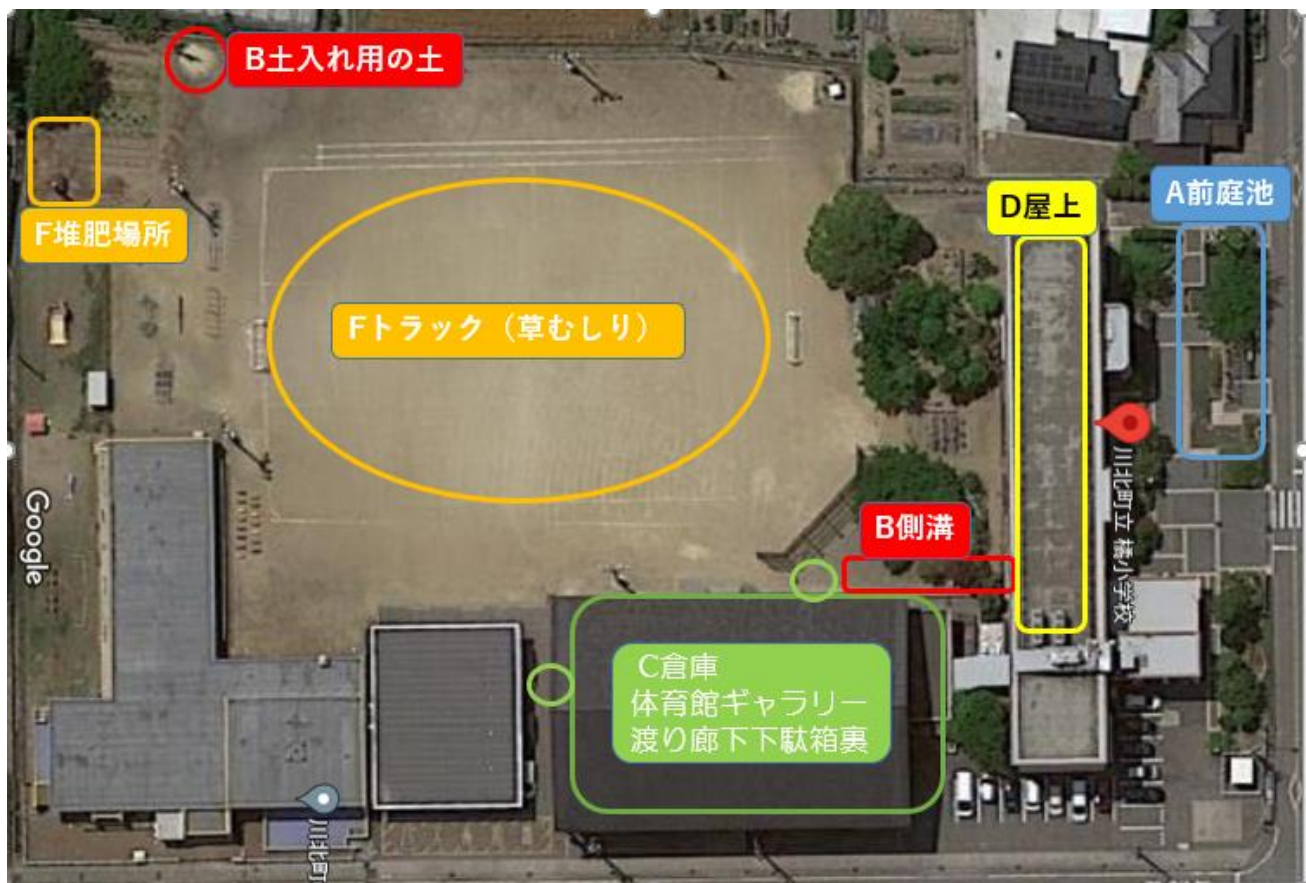 B土入れ用の土
A前庭池
D屋上
F堆肥場所
Fトラック（草むしり）
B側溝
Google
川北町立 橘小学校
C倉庫
体育館ギャラリー
渡り廊下下駄箱裏
川北町